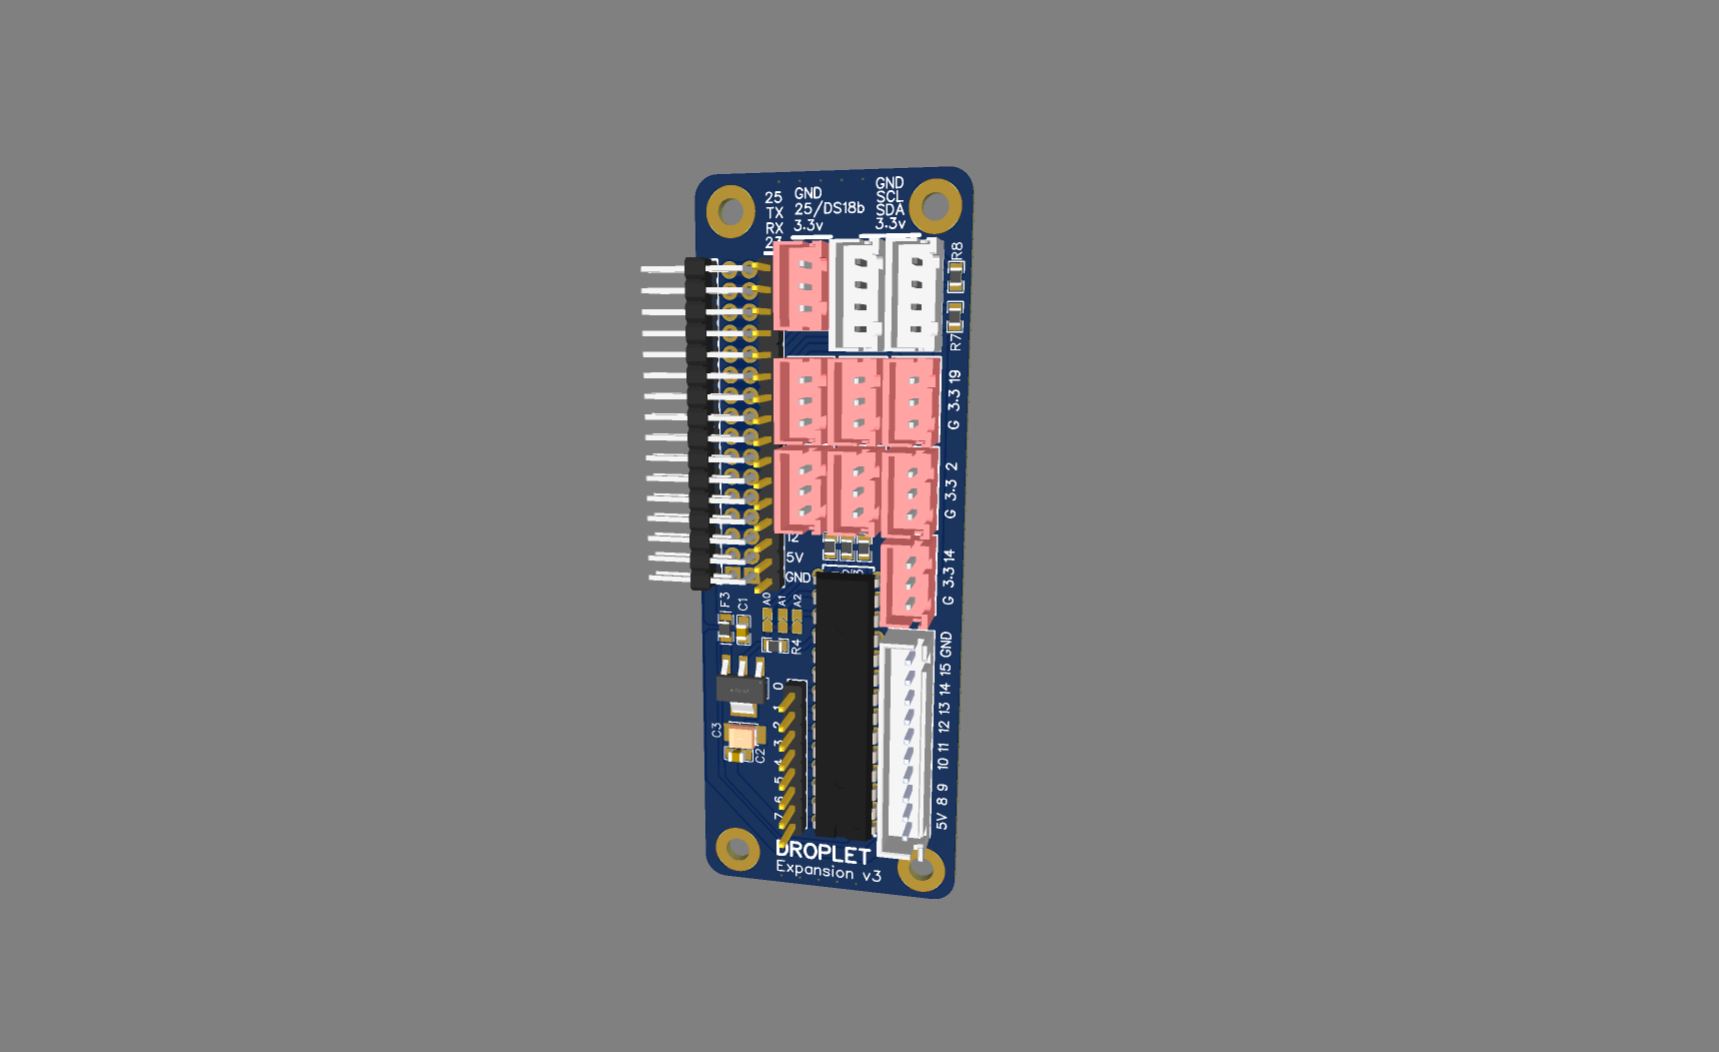 25
TX
RX
GND
25/DS18b
3.3v
GND
SCL
SDA
3.3v
R8
R7
G 3.3 19
G 3.3 2
12
5V
GND
G 3.3 14
F3
C1
A0
A1
A2
R4
0
1
2
3
4
5
6
7
C3
C2
5V 8 9 10 11 12 13 14 15 GND
DROPLET
Expansion v3